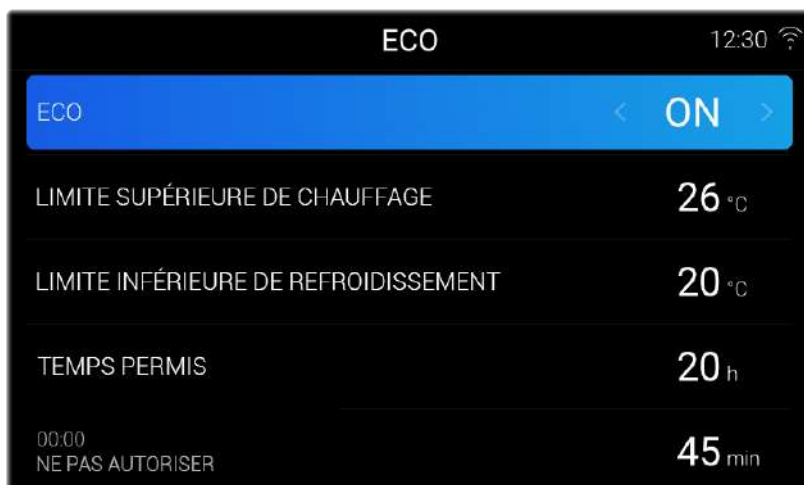 ECO 12:30
ECO < ON >
LIMITE SUPÉRIEURE DE CHAUFFAGE 26 °C
LIMITE INFÉRIEURE DE REFROIDISSEMENT 20 °C
TEMPS PERMIS 20 h
00:00
NE PAS AUTORISER 45 min